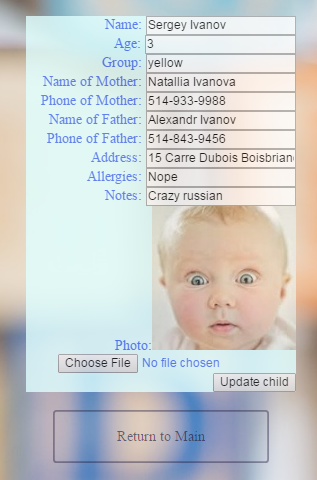 Name: Sergey Ivanov
Age: 3
Group: yellow
Name of Mother: Natallia Ivanova
Phone of Mother: 514-933-9988
Name of Father: Alexandr Ivanov
Phone of Father: 514-843-9456
Address: 15 Carre Dubois Boisbrian
Allergies: Nope
Notes: Crazy russian
Photo:
Choose File No file chosen
Update child
Return to Main